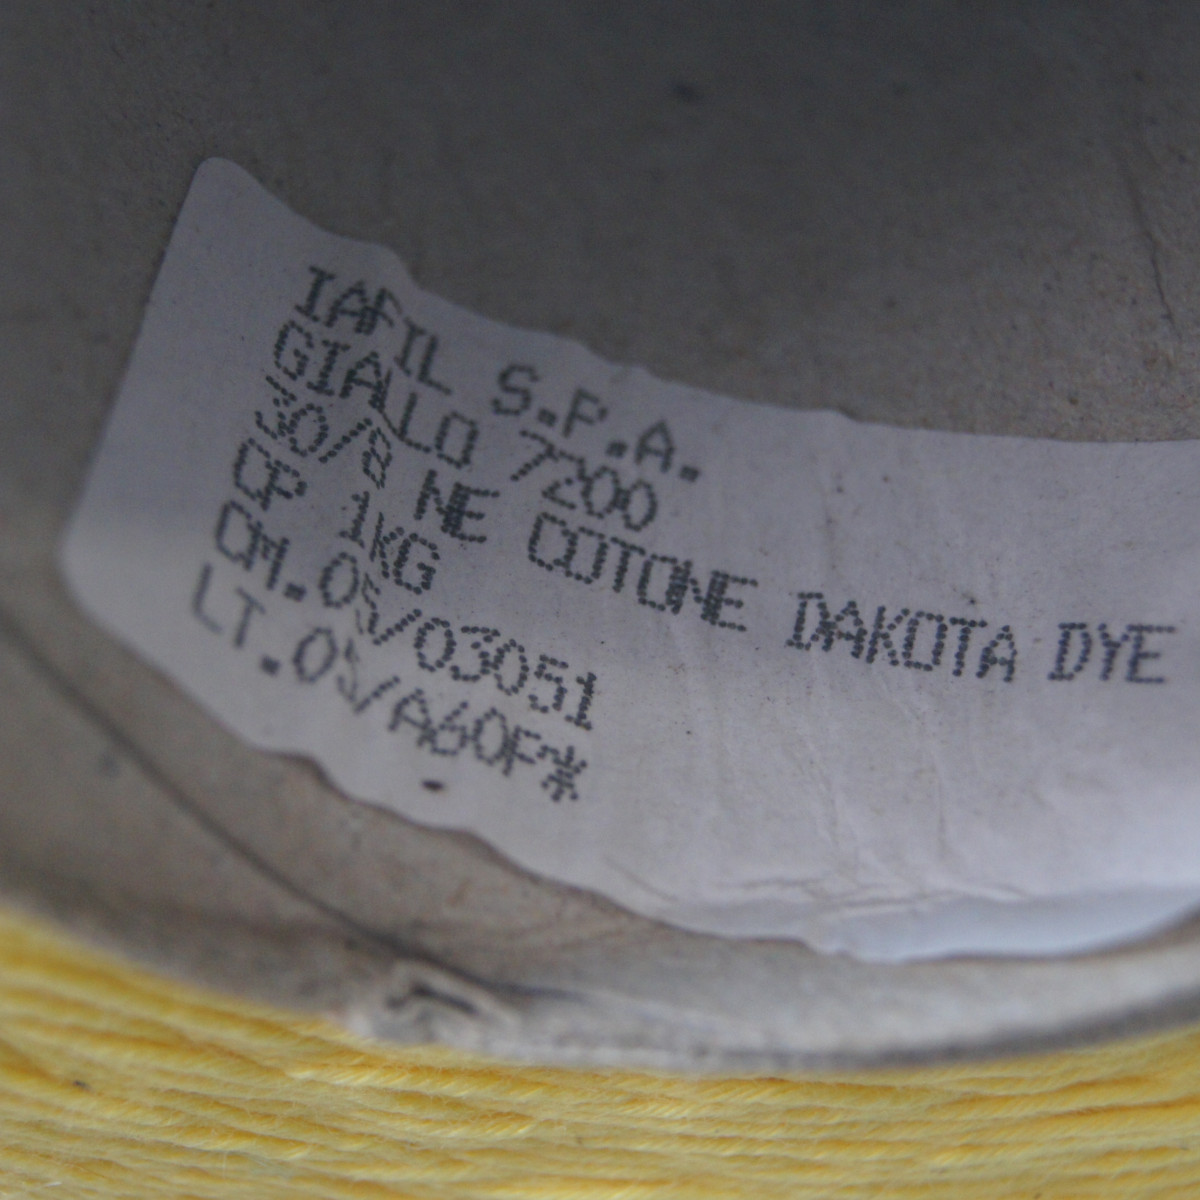 IAFIL S.P.A.
GIALLO 7200
30/8 NE COTONE DAKOTA DYE
CP 1KG
CM.05/03051
LT.05/A60F*